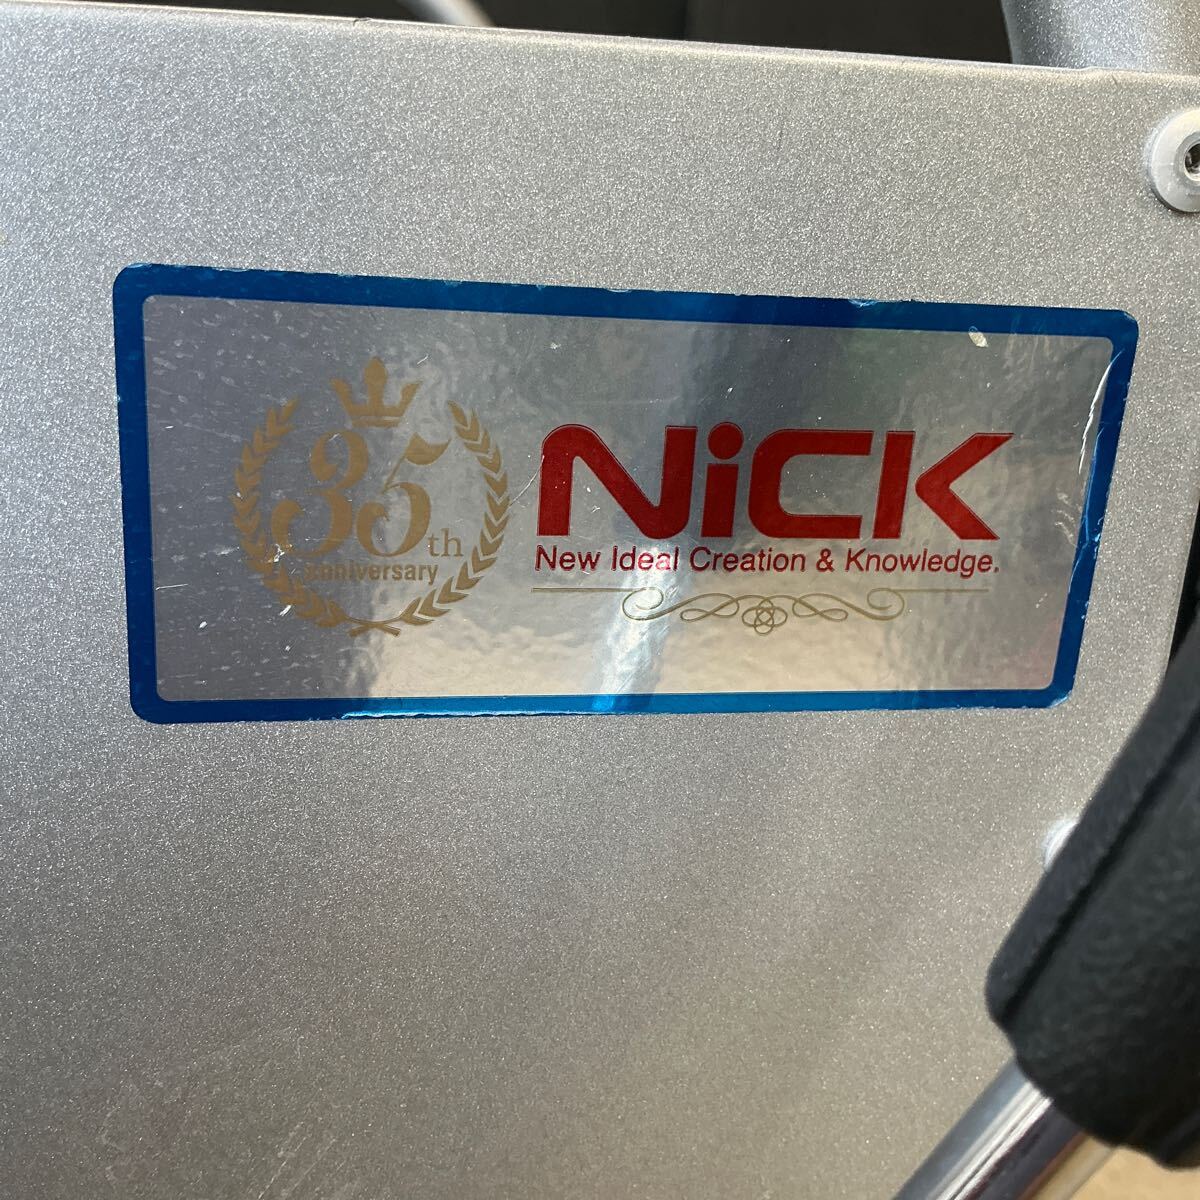 35th
anniversary
NiCK
New Ideal Creation & Knowledge.